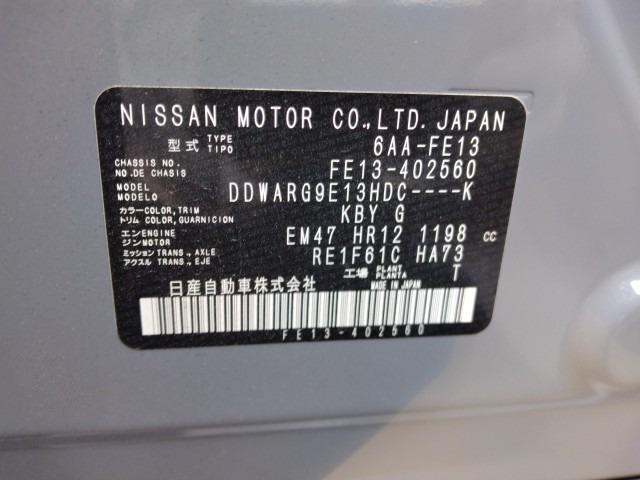 NISSAN MOTOR CO.,LTD. JAPAN
型式 TYPE TIPO 6AA-FE13
CHASSIS NO. NO.DE CHASIS FE13-402560
MODEL MODELO DDWARG9E13HDC----K
カラー COLOR, TRIM トリム COLOR, GUARNICION KBY G
エンジン ENGINE MOTOR EM47 HR12 1198 CC
ミッション TRANS., AXLE アクスル TRANS., EJE RE1F61C HA73
工場 PLANT PLANTA T
日産自動車株式会社 MADE IN JAPAN
FE13-402560